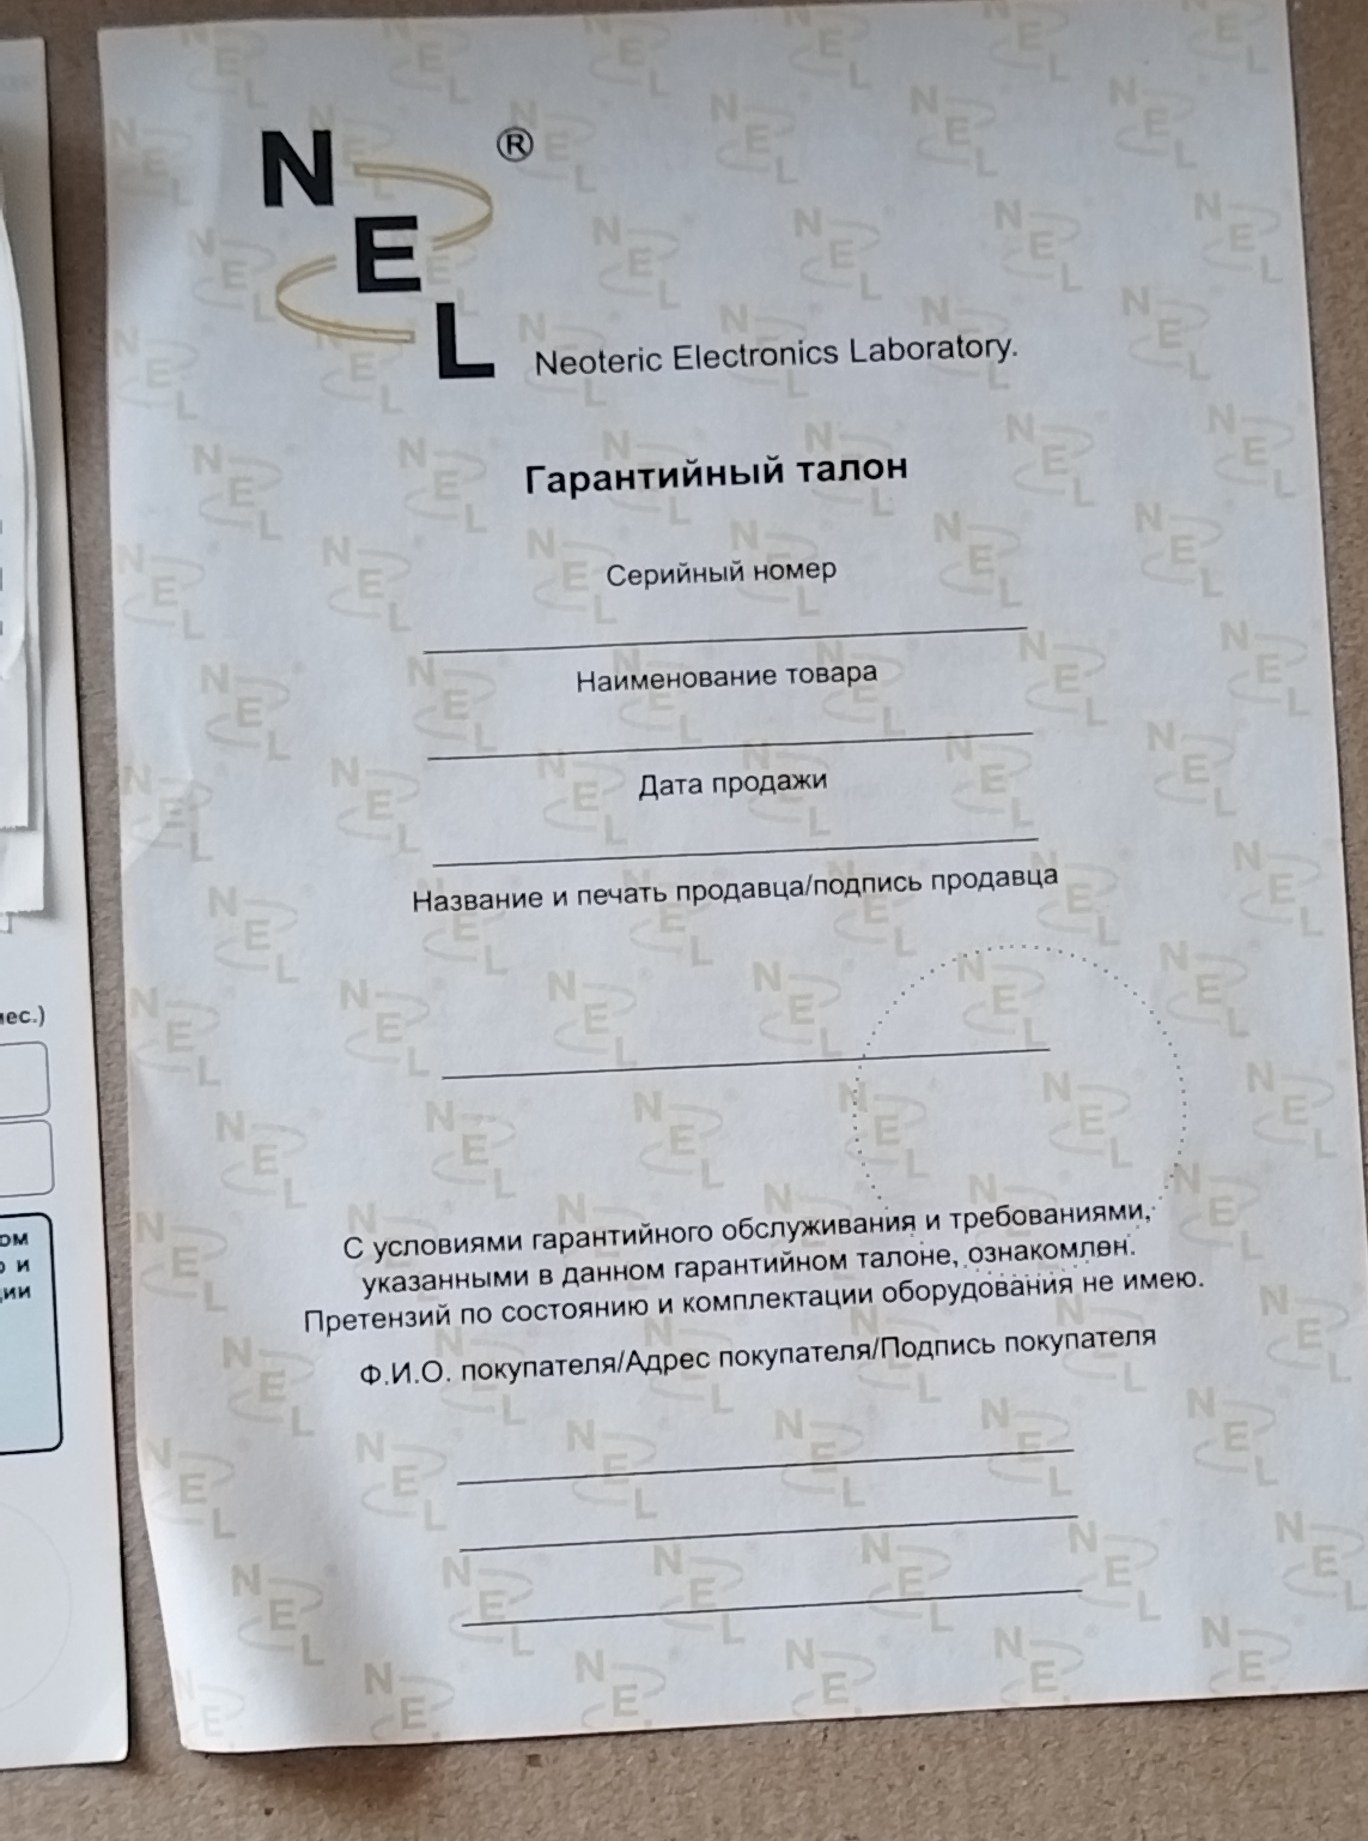 N
E
L
®
Neoteric Electronics Laboratory.
Гарантийный талон
Серийный номер
Наименование товара
Дата продажи
Название и печать продавца/подпись продавца
С условиями гарантийного обслуживания и требованиями,
указанными в данном гарантийном талоне, ознакомлен.
Претензий по состоянию и комплектации оборудования не имею.
Ф.И.О. покупателя/Адрес покупателя/Подпись покупателя